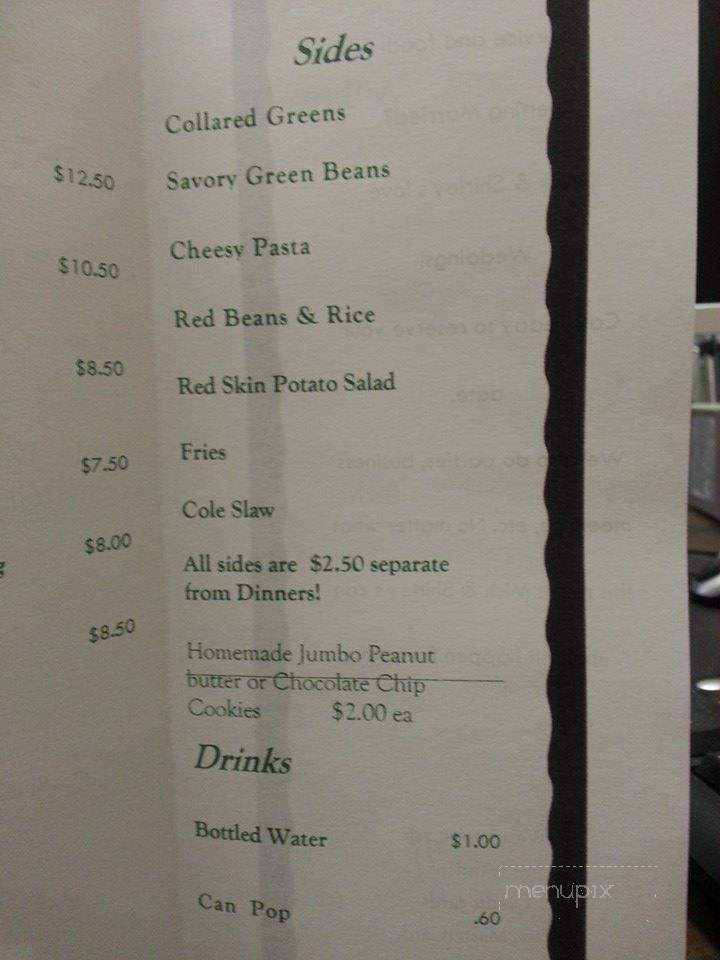 Sides
Collared Greens
$12.50
Savory Green Beans
$10.50
Cheesy Pasta
Red Beans & Rice
$8.50
Red Skin Potato Salad
$7.50
Fries
Cole Slaw
$8.00
All sides are $2.50 separate
from Dinners!
$8.50
Homemade Jumbo Peanut
butter or Chocolate Chip
Cookies $2.00 ea
Drinks
Bottled Water $1.00
Can Pop .60
menupix